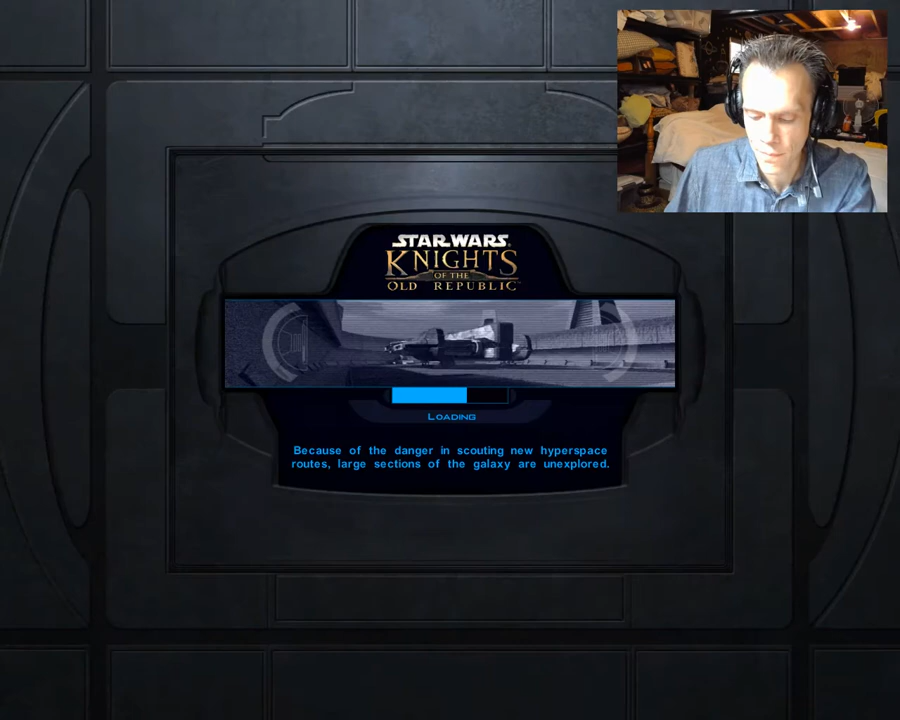 STAR WARS
KNIGHTS
OF THE
OLD REPUBLIC
LOADING
Because of the danger in scouting new hyperspace
routes, large sections of the galaxy are unexplored.